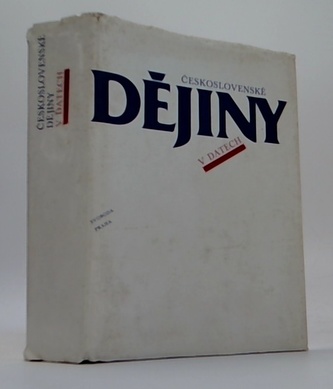 ČESKOSLOVENSKÉ
DĚJINY
V DATECH
ČESKOSLOVENSKÉ
DĚJINY
V DATECH
SVOBODA
PRAHA